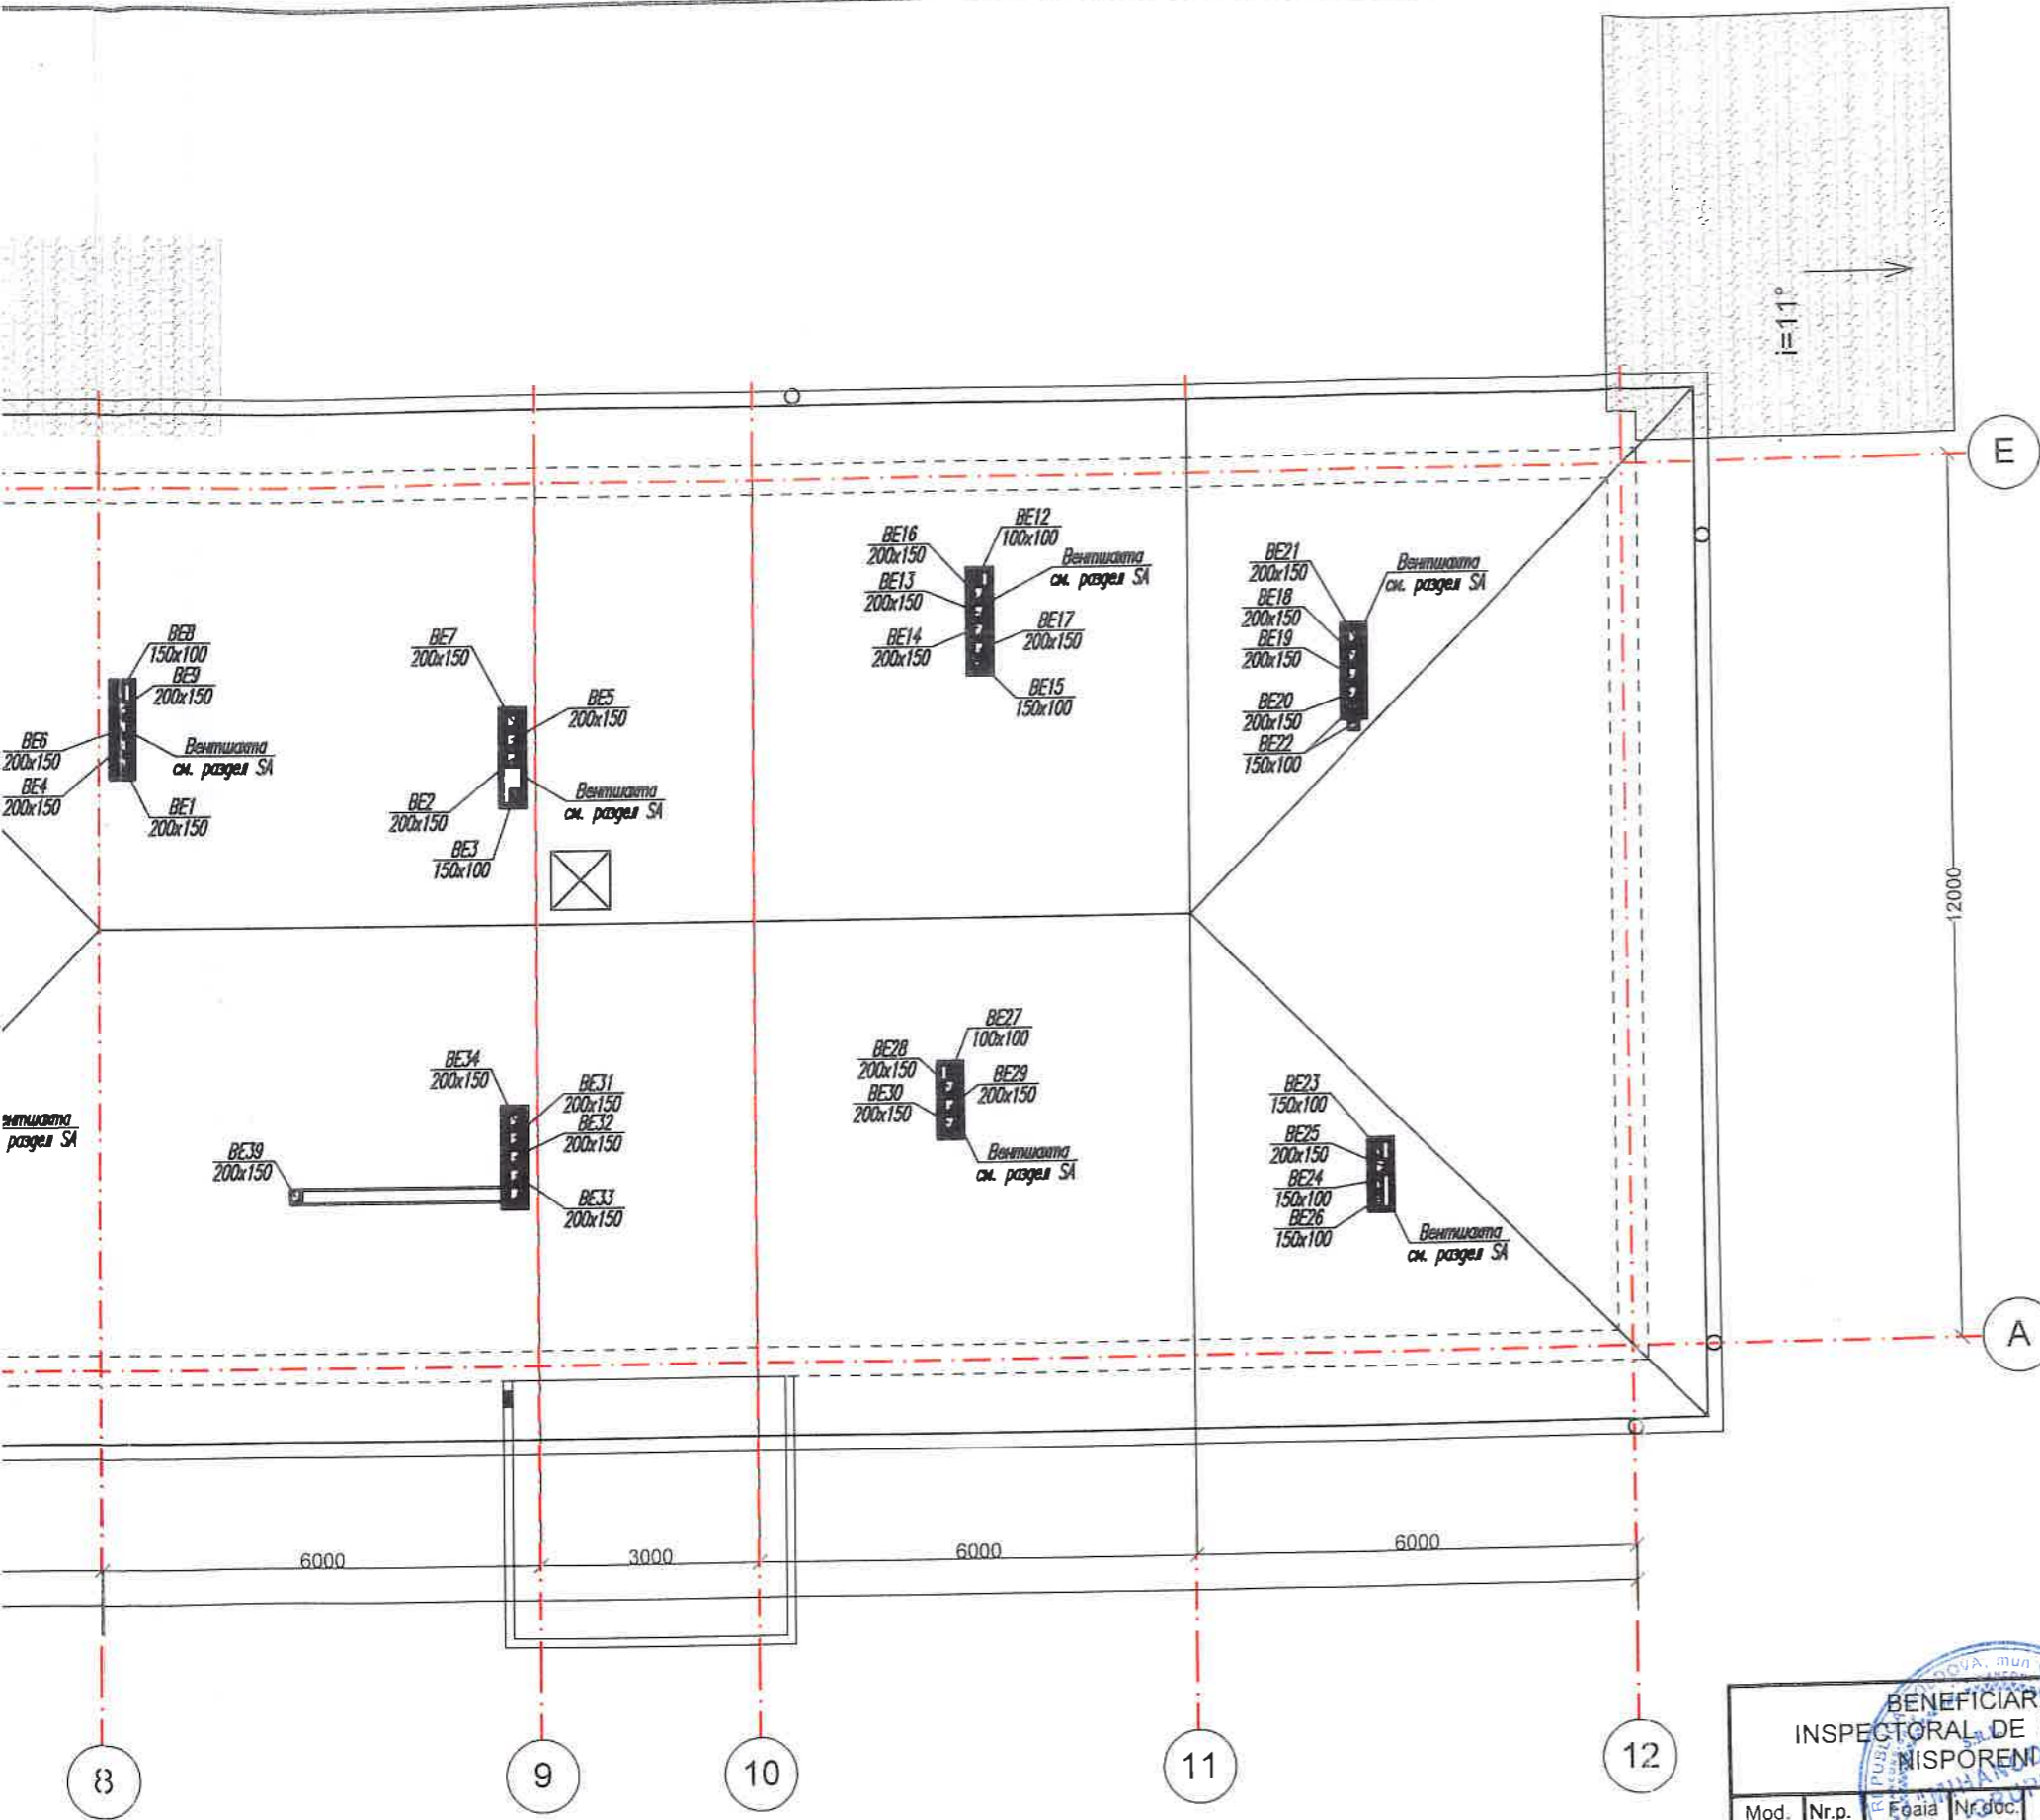 i=11°
E
BE12
100x100
BE16
200x150
Вентшахта
см. раздел SA
BE13
200x150
BE17
200x150
BE14
200x150
BE15
150x100
BE21
200x150
Вентшахта
см. раздел SA
BE18
200x150
BE19
200x150
BE20
200x150
BE22
150x100
BE8
150x100
BE9
200x150
BE6
200x150
Вентшахта
см. раздел SA
BE4
200x150
BE1
200x150
BE7
200x150
BE5
200x150
BE2
200x150
Вентшахта
см. раздел SA
BE3
150x100
12000
BE27
100x100
BE28
200x150
BE29
200x150
BE30
200x150
Вентшахта
см. раздел SA
BE34
200x150
BE31
200x150
BE32
200x150
BE33
200x150
BE39
200x150
раздел SA
BE23
150x100
BE25
200x150
BE24
150x100
BE26
150x100
Вентшахта
см. раздел SA
A
6000
3000
6000
6000
8
9
10
11
12
BENEFICIAR
INSPECTORAL DE
NISPORENI
Mod.
Nr.p.
Foaia
Nr.duc.
S.R.L.